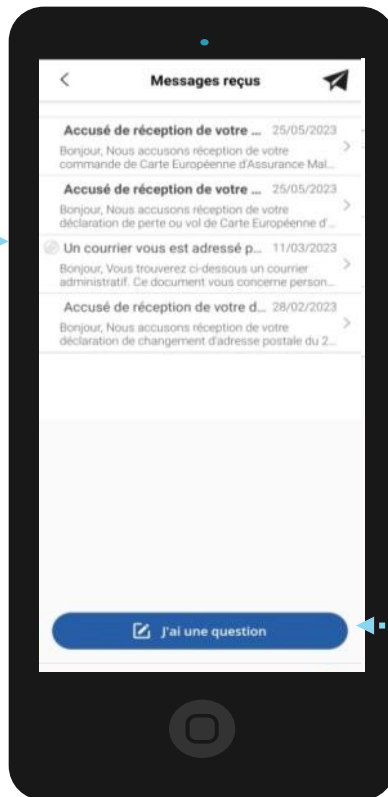 Messages reçus
Accusé de réception de votre ... 25/05/2023
Bonjour, Nous accusons réception de votre
commande de Carte Européenne d'Assurance Mal...
Accusé de réception de votre ... 25/05/2023
Bonjour, Nous accusons réception de votre
déclaration de perte ou vol de Carte Européenne d'...
Un courrier vous est adressé p... 11/03/2023
Bonjour, Vous trouverez ci-dessous un courrier
administratif. Ce document vous concerne person...
Accusé de réception de votre d... 28/02/2023
Bonjour, Nous accusons réception de votre
déclaration de changement d'adresse postale du 2...
J'ai une question